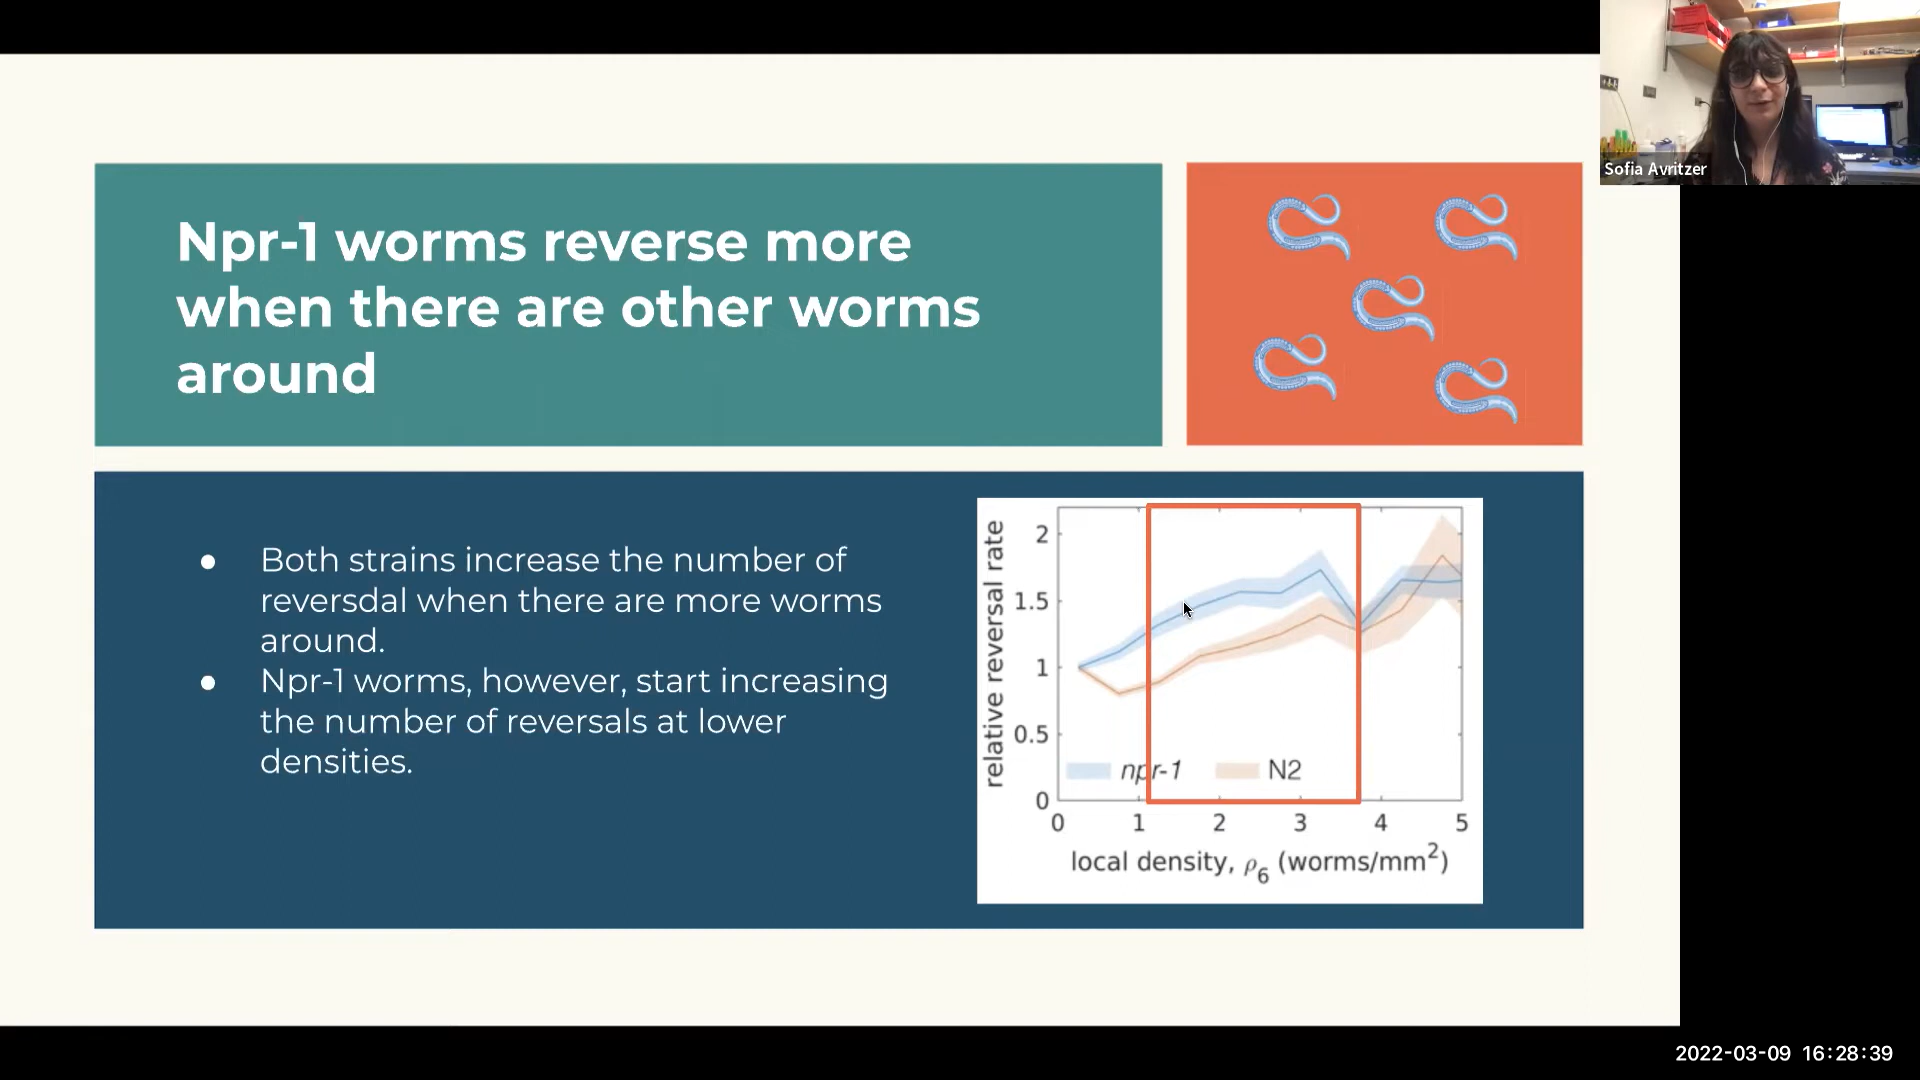 Sofia Avritzer
Npr-1 worms reverse more
when there are other worms
around
Both strains increase the number of
reversdal when there are more worms
around.
Npr-1 worms, however, start increasing
the number of reversals at lower
densities.
relative reversal rate
2
1.5
1
0.5
0
npr-1 N2
0 1 2 3 4 5
local density, ρ6 (worms/mm2)
2022-03-09 16:28:39